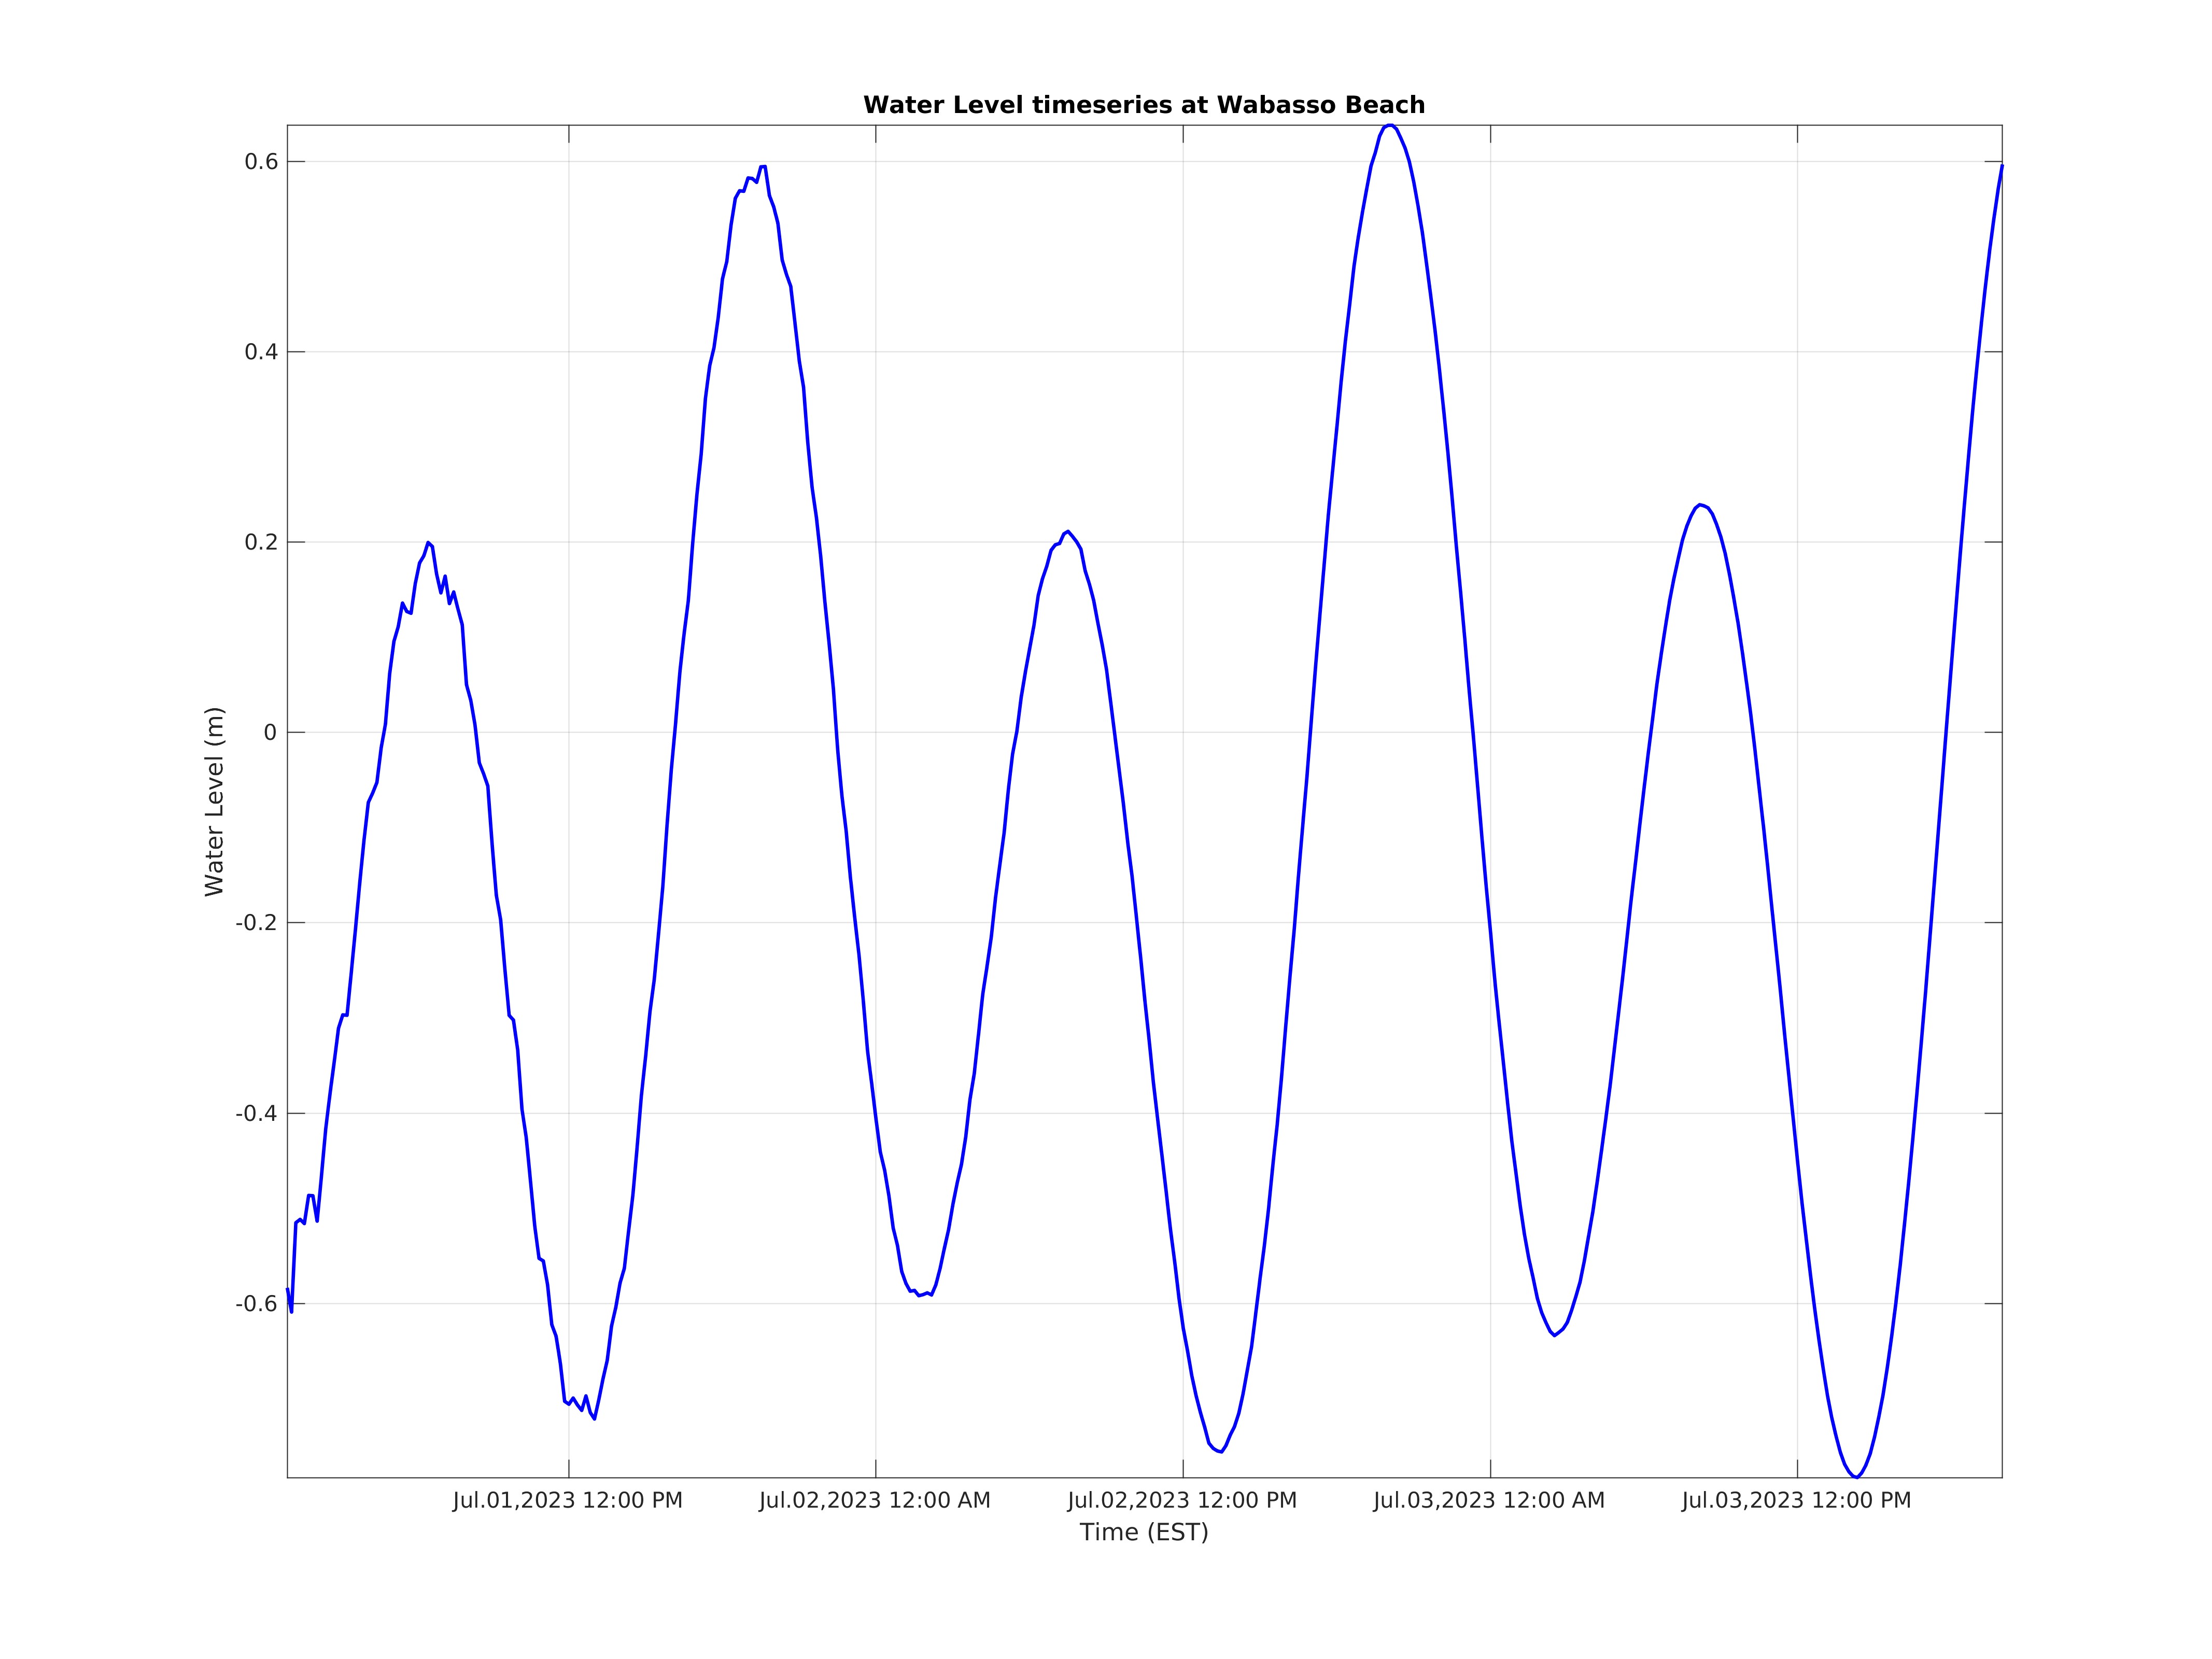 Water Level timeseries at Wabasso Beach
0.6
0.4
0.2
0
-0.2
-0.4
-0.6
Water Level (m)
Jul.01,2023 12:00 PM
Jul.02,2023 12:00 AM
Jul.02,2023 12:00 PM
Jul.03,2023 12:00 AM
Jul.03,2023 12:00 PM
Time (EST)